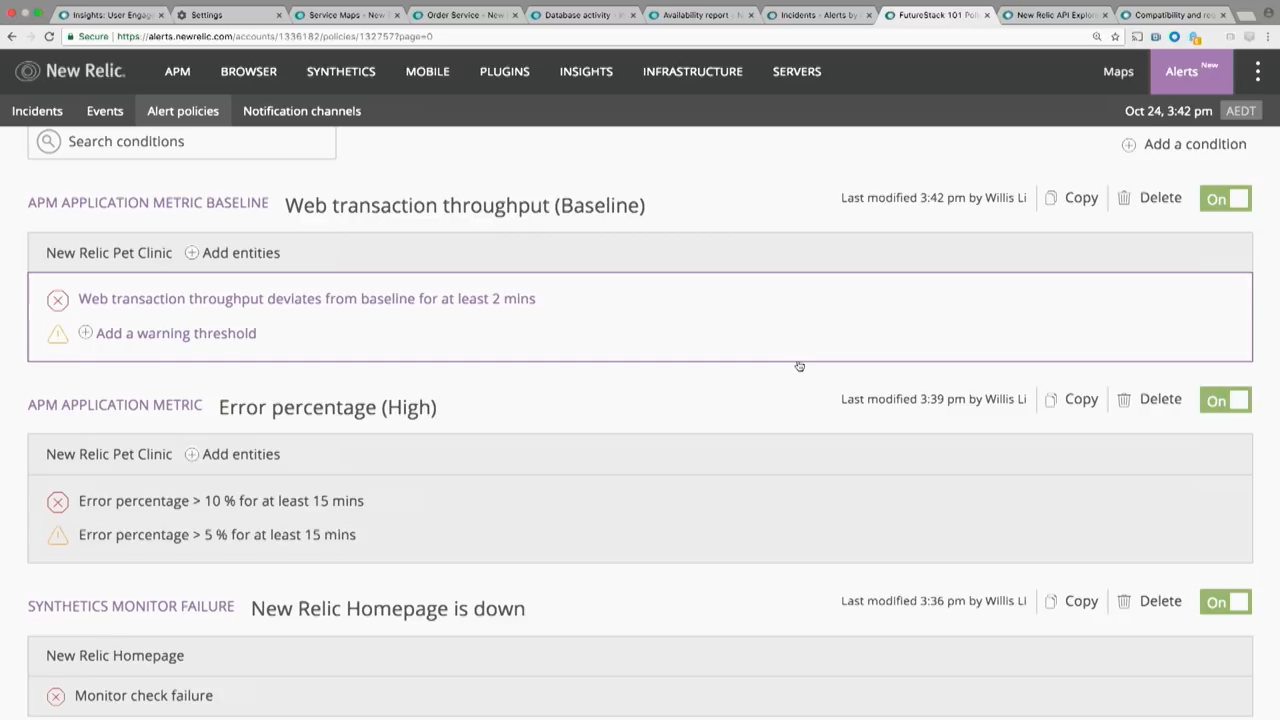 Insights: User Engag
Settings
Service Maps - New
Order Service - New
Database activity -
Availability report -
Incidents - Alerts by
FutureStack 101 Poli
New Relic API Explor
Compatibility and re
Secure https://alerts.newrelic.com/accounts/1336182/policies/132757?page=0
New Relic. APM BROWSER SYNTHETICS MOBILE PLUGINS INSIGHTS INFRASTRUCTURE SERVERS Maps Alerts New
Incidents Events Alert policies Notification channels Oct 24, 3:42 pm AEDT
Search conditions Add a condition
APM APPLICATION METRIC BASELINE Web transaction throughput (Baseline) Last modified 3:42 pm by Willis Li Copy Delete On
New Relic Pet Clinic Add entities
Web transaction throughput deviates from baseline for at least 2 mins
Add a warning threshold
APM APPLICATION METRIC Error percentage (High) Last modified 3:39 pm by Willis Li Copy Delete On
New Relic Pet Clinic Add entities
Error percentage > 10 % for at least 15 mins
Error percentage > 5 % for at least 15 mins
SYNTHETICS MONITOR FAILURE New Relic Homepage is down Last modified 3:36 pm by Willis Li Copy Delete On
New Relic Homepage
Monitor check failure